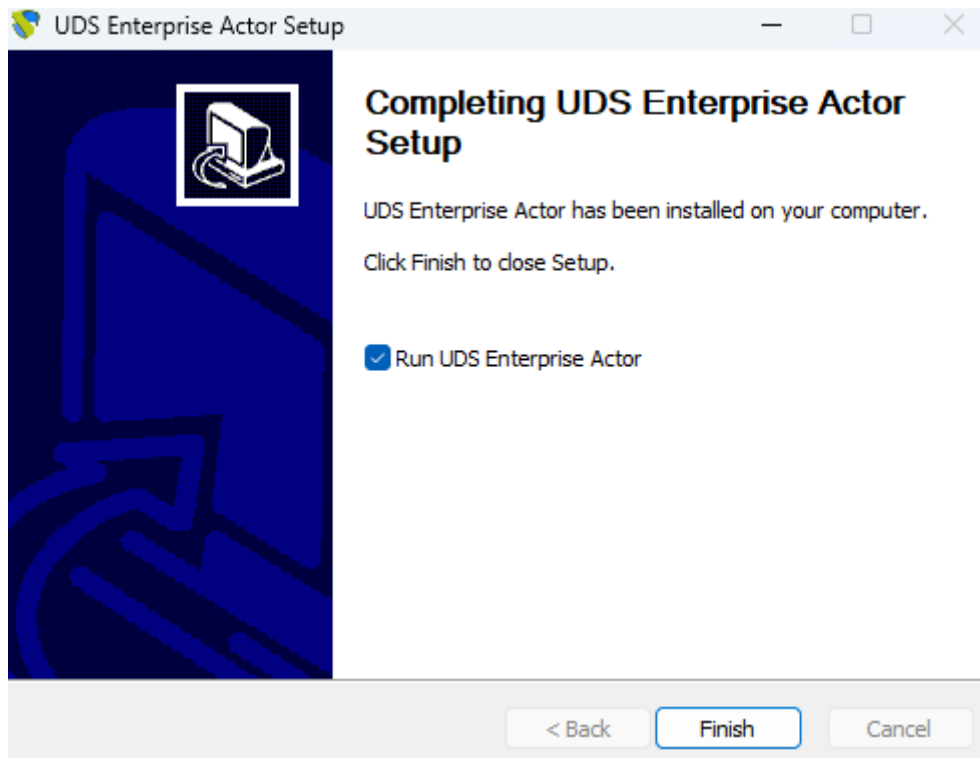 UDS Enterprise Actor Setup
Completing UDS Enterprise Actor
Setup
UDS Enterprise Actor has been installed on your computer.
Click Finish to close Setup.
Run UDS Enterprise Actor
< Back
Finish
Cancel